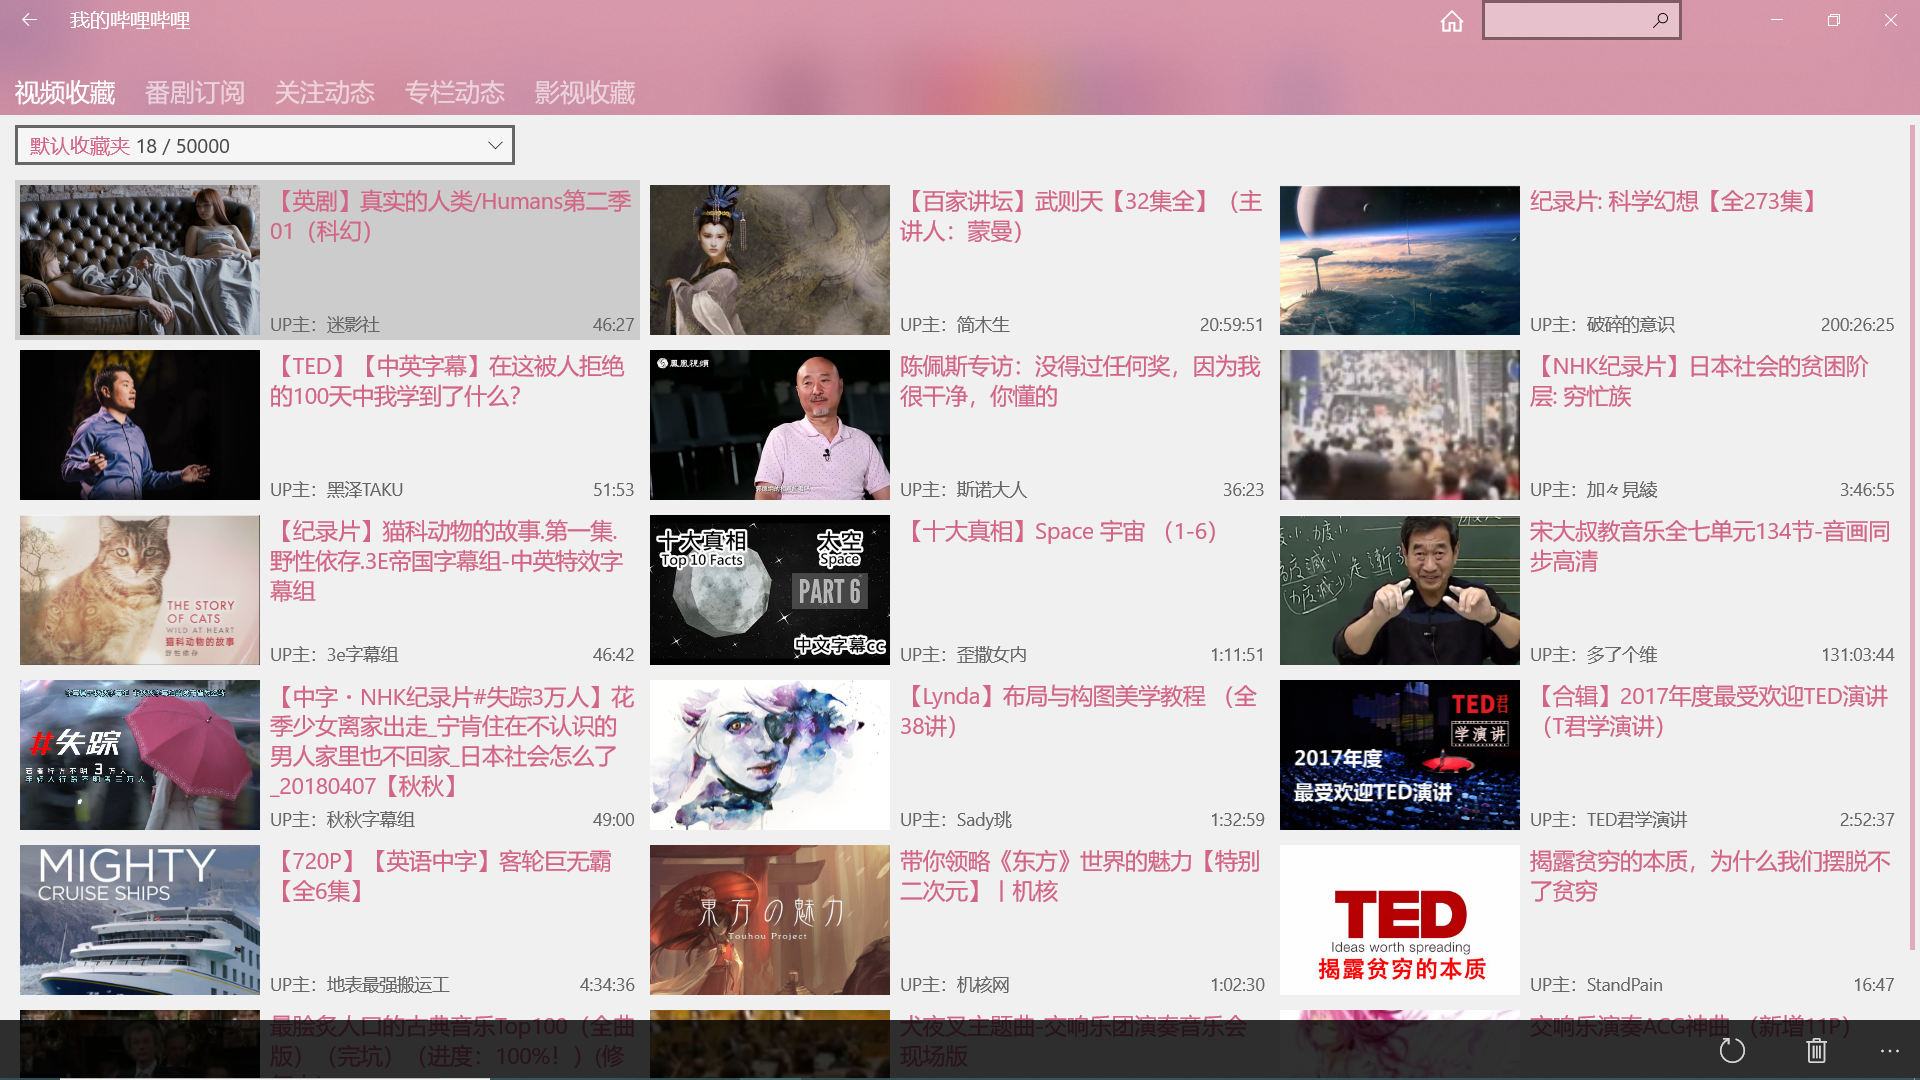 我的哔哩哔哩
视频收藏 番剧订阅 关注动态 专栏动态 影视收藏
默认收藏夹 18 / 50000
【英剧】真实的人类/Humans第二季
01（科幻）
UP主：迷影社 46:27
【百家讲坛】武则天【32集全】（主
讲人：蒙曼）
UP主：简木生 20:59:51
纪录片: 科学幻想【全273集】
UP主：破碎的意识 200:26:25
【TED】【中英字幕】在这被人拒绝
的100天中我学到了什么？
UP主：黑泽TAKU 51:53
鳳凰视频
陈佩斯专访：没得过任何奖，因为我
很干净，你懂的
UP主：斯诺大人 36:23
【NHK纪录片】日本社会的贫困阶
层: 穷忙族
UP主：加々見綾 3:46:55
THE STORY
OF CATS
WILD AT HEART
猫科动物的故事
野性依存
【纪录片】猫科动物的故事.第一集.
野性依存.3E帝国字幕组-中英特效字
幕组
UP主：3e字幕组 46:42
十大真相 太空
Top 10 Facts Space
PART 6
中文字幕cc
【十大真相】Space 宇宙 （1-6）
UP主：歪撒女内 1:11:51
宋大叔教音乐全七单元134节-音画同
步高清
UP主：多了个维 131:03:44
#失踪
【中字・NHK纪录片#失踪3万人】花
季少女离家出走_宁肯住在不认识的
男人家里也不回家_日本社会怎么了
_20180407【秋秋】
UP主：秋秋字幕组 49:00
【Lynda】布局与构图美学教程 （全
38讲）
UP主：Sady珧 1:32:59
TED君
学演讲
2017年度
最受欢迎TED演讲
【合辑】2017年度最受欢迎TED演讲
（T君学演讲）
UP主：TED君学演讲 2:52:37
MIGHTY
CRUISE SHIPS
【720P】【英语中字】客轮巨无霸
【全6集】
UP主：地表最强搬运工 4:34:36
東方の魅力
Touhou Project
带你领略《东方》世界的魅力【特别
二次元】丨机核
UP主：机核网 1:02:30
TED
Ideas worth spreading
揭露贫穷的本质
揭露贫穷的本质，为什么我们摆脱不
了贫穷
UP主：StandPain 16:47
最脍炙人口的古典音乐Top100（全曲
版）（完坑）（进度：100%！）(修
犬夜叉主题曲-交响乐团演奏音乐会
现场版
交响乐演奏ACG神曲 （新增11P）